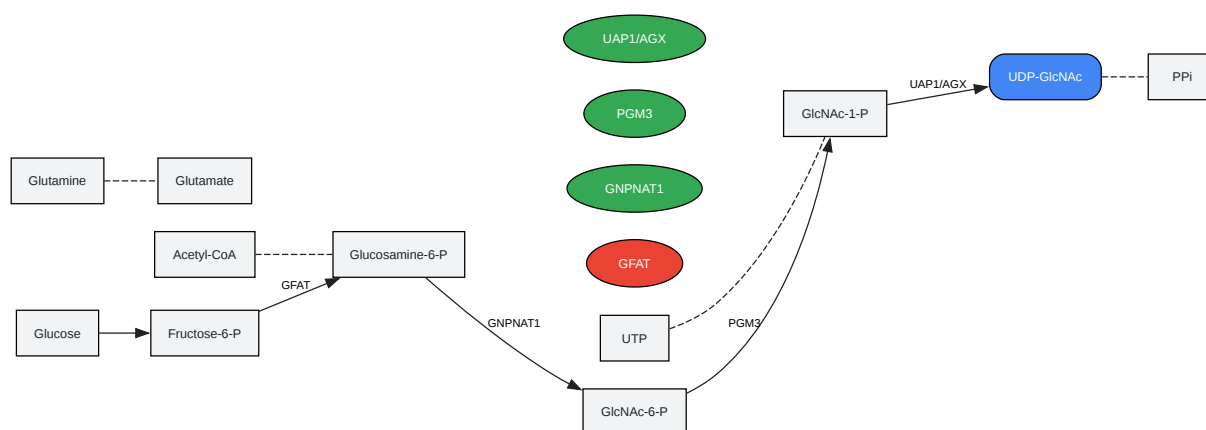 UAP1/AGX
UDP-GlcNAc
PPi
UAP1/AGX
PGM3
GlcNAc-1-P
Glutamine
Glutamate
GNPNAT1
Acetyl-CoA
Glucosamine-6-P
GFAT
GFAT
Glucose
Fructose-6-P
GNPNAT1
UTP
PGM3
GlcNAc-6-P